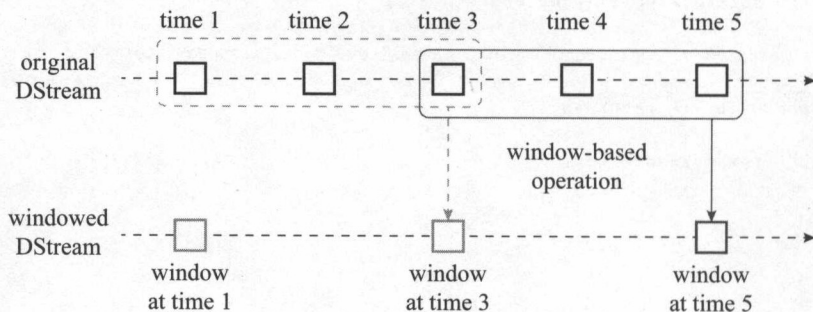 time 1 time 2 time 3 time 4 time 5
original
DStream
window-based
operation
windowed
DStream
window window window
at time 1 at time 3 at time 5